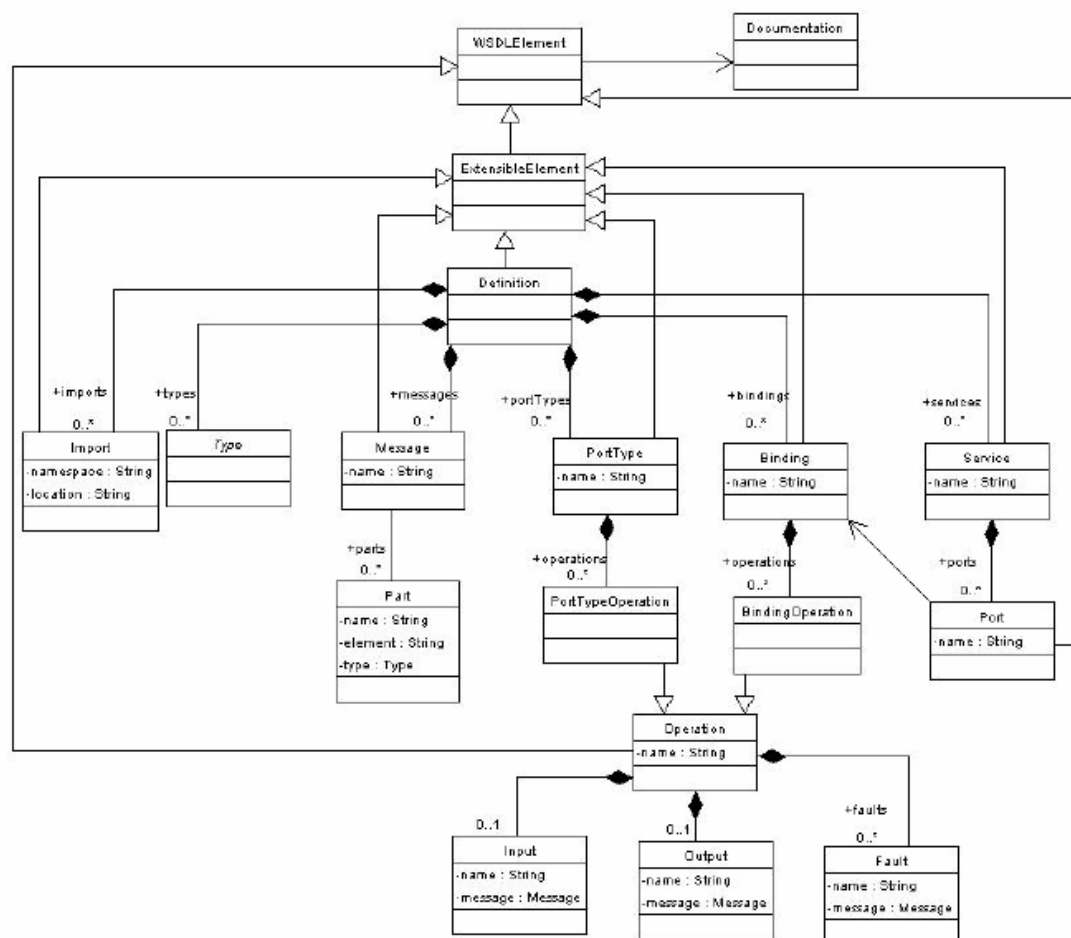 WSDLElement
Documentation
ExtensibleElement
Definition
+imports
0..*
+types
0..*
+messages
0..*
+portTypes
0..*
+bindings
0..*
+services
0..*
Import
-namespace : String
-location : String
Type
Message
-name : String
PortType
-name : String
Binding
-name : String
Service
-name : String
+parts
0..*
+operations
0..*
+operations
0..*
+ports
0..*
Part
-name : String
-element : String
-type : Type
PortTypeOperation
BindingOperation
Port
-name : String
Operation
-name : String
0..1
0..1
+faults
0..*
Input
-name : String
-message : Message
Output
-name : String
-message : Message
Fault
-name : String
-message : Message